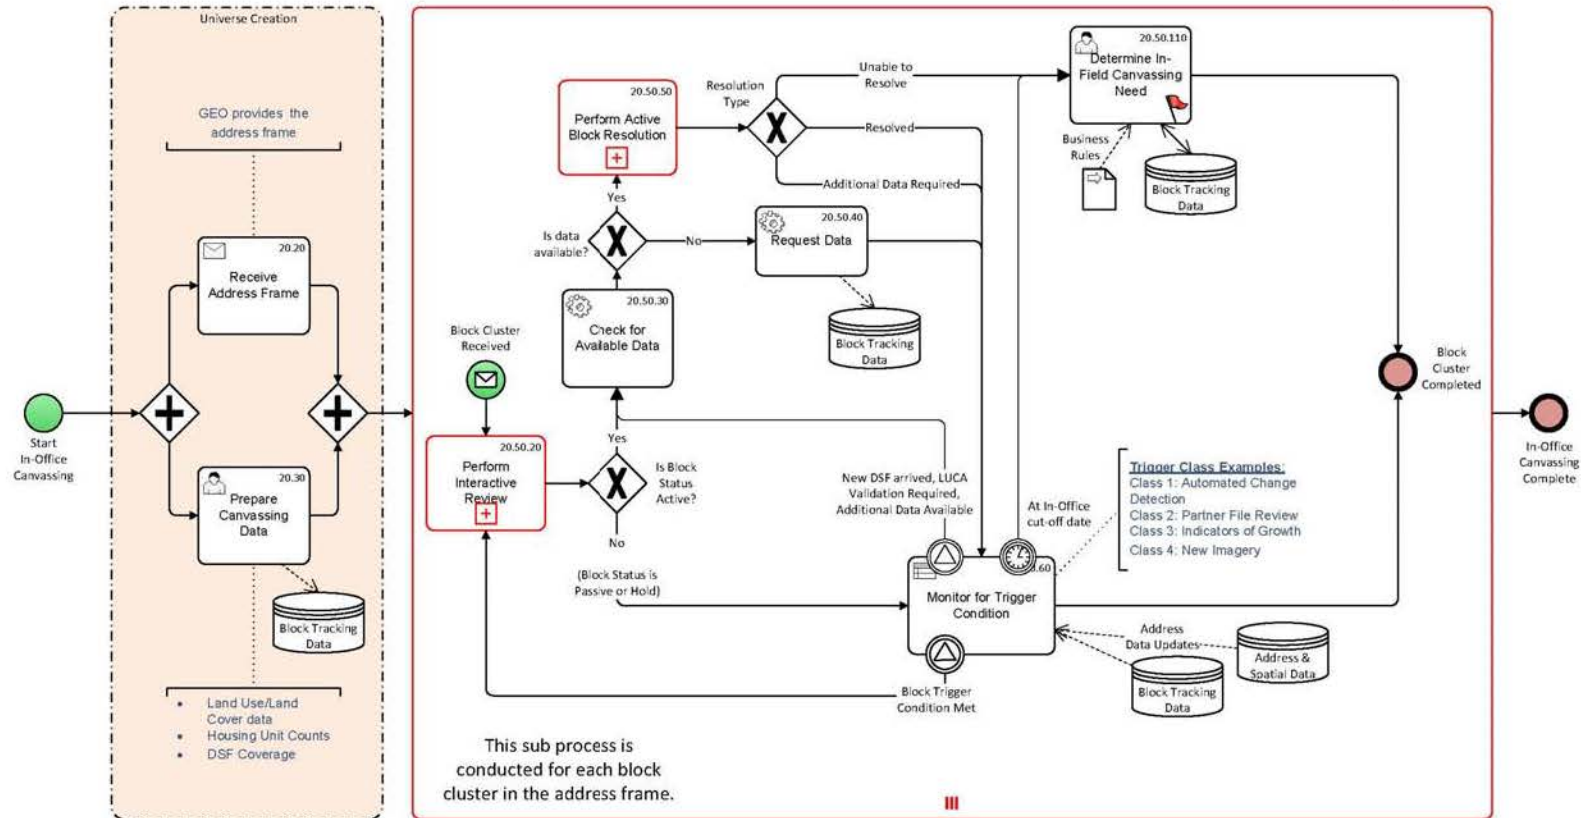 Universe Creation
GEO provides the
address frame
20.20
Receive
Address Frame
Start
In-Office
Canvassing
20.30
Prepare
Canvassing
Data
Block Tracking
Data
Land Use/Land
Cover data
Housing Unit Counts
DSF Coverage
Block Cluster
Received
20.50.20
Perform
Interactive
Review
Is Block
Status
Active?
Yes
No
(Block Status is
Passive or Hold)
20.50.30
Check for
Available Data
Is data
available?
Yes
No
20.50.50
Perform Active
Block Resolution
Resolution
Type
Unable to
Resolve
Resolved
Additional Data Required
20.50.40
Request Data
Block Tracking
Data
20.50.110
Determine In-
Field Canvassing
Need
Business
Rules
Block Tracking
Data
New DSF arrived, LUCA
Validation Required,
Additional Data Available
At In-Office
cut-off date
.60
Monitor for Trigger
Condition
Block Trigger
Condition Met
Trigger Class Examples:
Class 1: Automated Change
Detection
Class 2: Partner File Review
Class 3: Indicators of Growth
Class 4: New Imagery
Address
Data Updates
Address &
Spatial Data
Block Tracking
Data
Block
Cluster
Completed
In-Office
Canvassing
Complete
This sub process is
conducted for each block
cluster in the address frame.